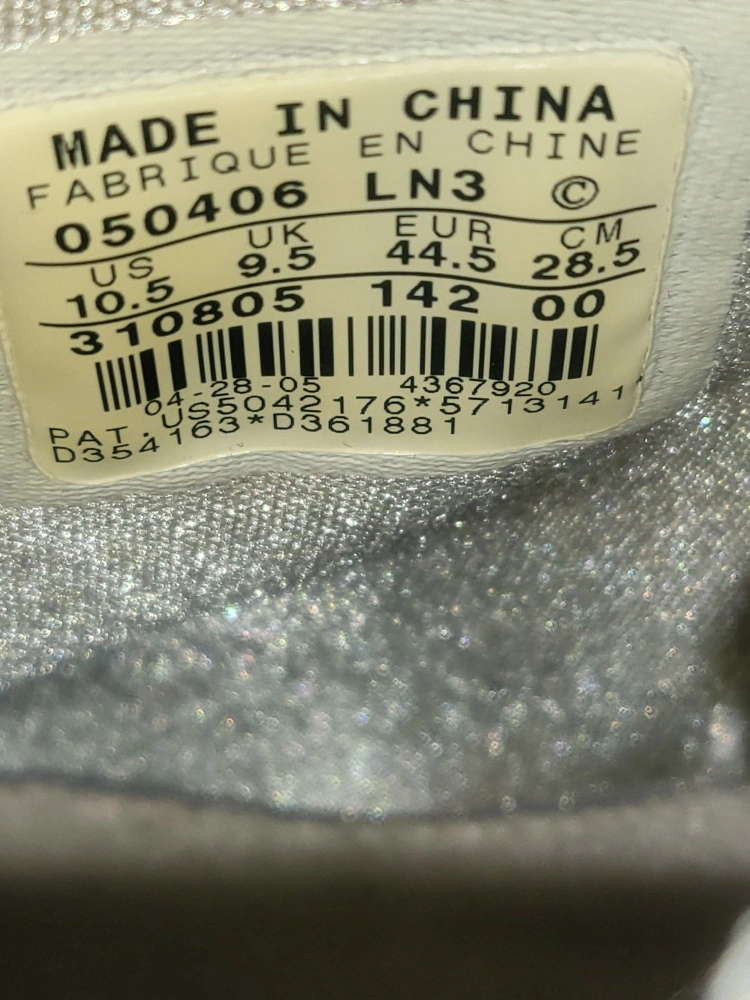 MADE IN CHINA
FABRIQUE EN CHINE
050406 LN3 ©
US UK EUR CM
10.5 9.5 44.5 28.5
310805 142 00
04-28-05 4367920
PAT.US5042176*5713141*
D354163*D361881